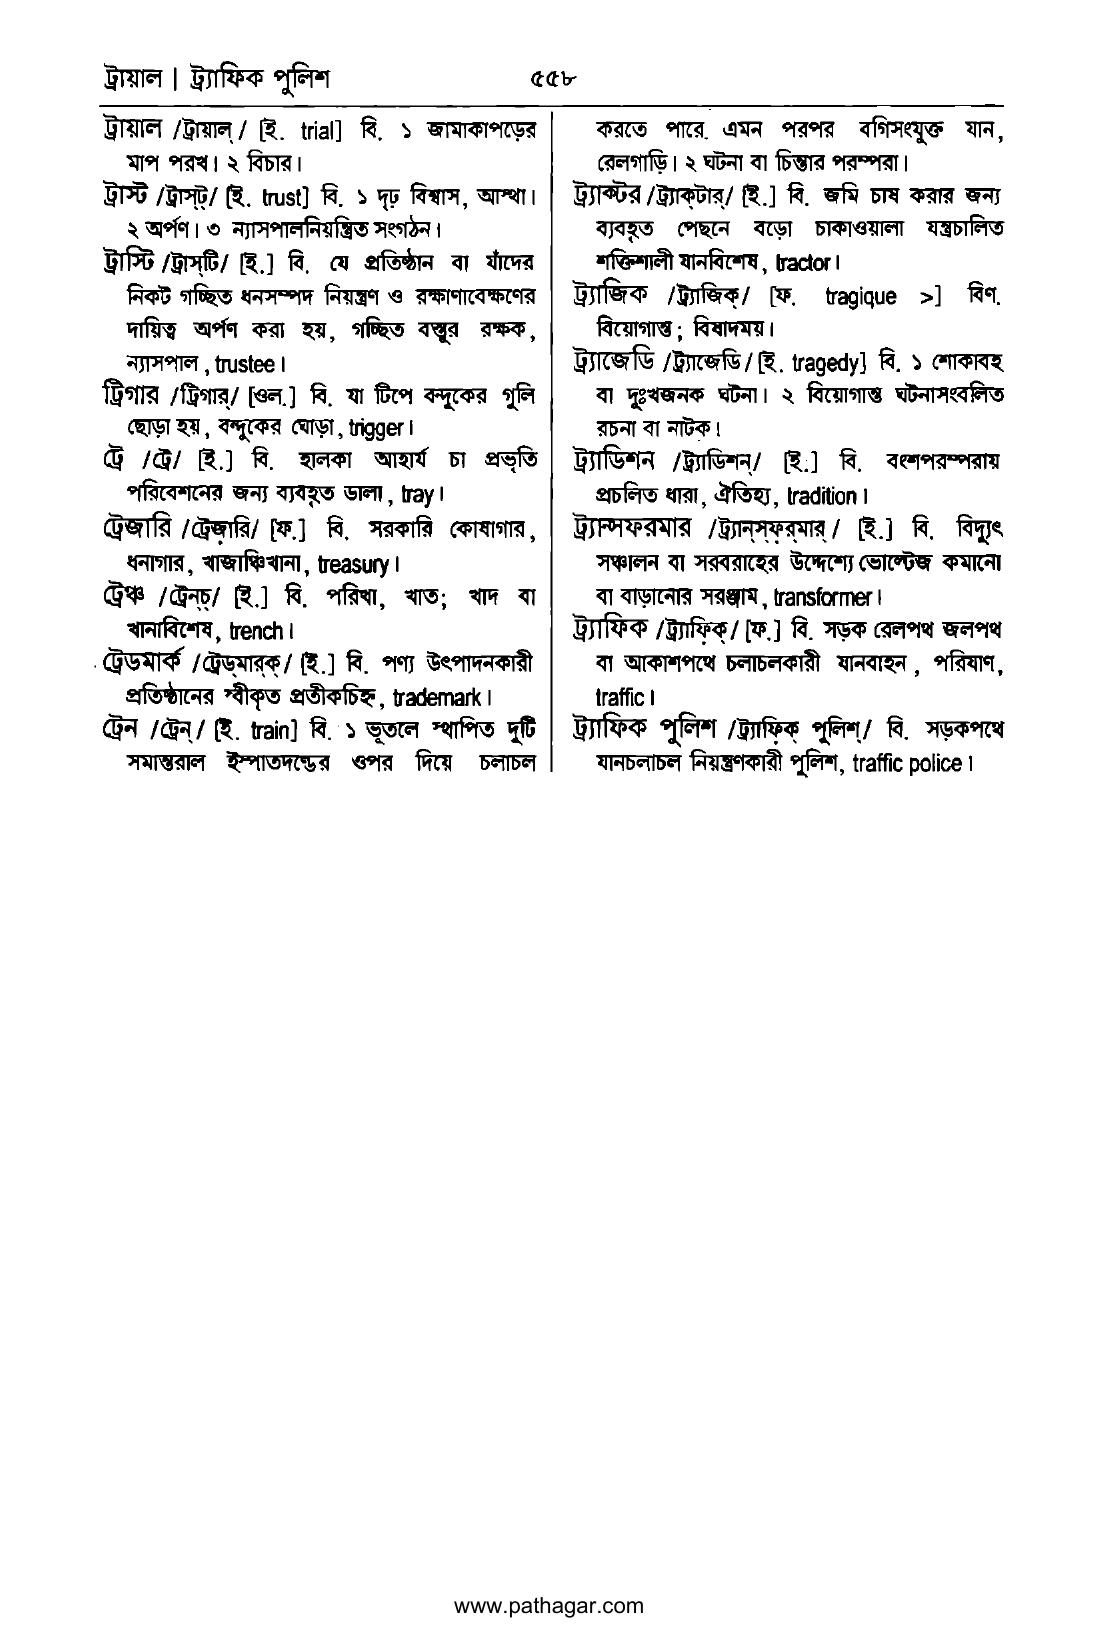 ট্রায়াল | ট্র্যাফিক পুলিশ ৫৫৮
ট্রায়াল /ট্রায়াল্/ [ই. trial] বি. ১ জামাকাপড়ের
মাপ পরখ। ২ বিচার।
ট্রাস্ট /ট্রাস্ট্/ [ই. trust] বি. ১ দৃঢ় বিশ্বাস, আস্থা।
২ অর্পণ। ৩ ন্যাসপালনিয়ন্ত্রিত সংগঠন।
ট্রাস্টি /ট্রাস্‌টি/ [ই.] বি. যে প্রতিষ্ঠান বা যাঁদের
নিকট গচ্ছিত ধনসম্পদ নিয়ন্ত্রণ ও রক্ষাণাবেক্ষণের
দায়িত্ব অর্পণ করা হয়, গচ্ছিত বস্তুর রক্ষক,
ন্যাসপাল, trustee।
ট্রিগার /ট্রিগার্/ [ওল.] বি. যা টিপে বন্দুকের গুলি
ছোড়া হয়, বন্দুকের ঘোড়া, trigger।
ট্রে /ট্রে/ [ই.] বি. হালকা আহার্য চা প্রভৃতি
পরিবেশনের জন্য ব্যবহৃত ডালা, tray।
ট্রেজারি /ট্রেজ়ারি/ [ফ.] বি. সরকারি কোষাগার,
ধনাগার, খাজাঞ্চিখানা, treasury।
ট্রেঞ্চ /ট্রেন্‌চ্/ [ই.] বি. পরিখা, খাত; খাদ বা
খানাবিশেষ, trench।
ট্রেডমার্ক /ট্রেড্‌মার্‌ক্/ [ই.] বি. পণ্য উৎপাদনকারী
প্রতিষ্ঠানের স্বীকৃত প্রতীকচিহ্ন, trademark।
ট্রেন /ট্রেন্/ [ই. train] বি. ১ ভূতলে স্থাপিত দুটি
সমান্তরাল ইস্পাতদণ্ডের ওপর দিয়ে চলাচল
করতে পারে এমন পরপর বগিসংযুক্ত যান,
রেলগাড়ি। ২ ঘটনা বা চিন্তার পরম্পরা।
ট্র্যাক্টর /ট্র্যাক্‌টার্/ [ই.] বি. জমি চাষ করার জন্য
ব্যবহৃত পেছনে বড়ো চাকাওয়ালা যন্ত্রচালিত
শক্তিশালী যানবিশেষ, tractor।
ট্র্যাজিক /ট্র্যাজিক্/ [ফ. tragique >] বিণ.
বিয়োগান্ত; বিষাদময়।
ট্র্যাজেডি /ট্র্যাজেডি/ [ই. tragedy] বি. ১ শোকাবহ
বা দুঃখজনক ঘটনা। ২ বিয়োগান্ত ঘটনাসংবলিত
রচনা বা নাটক।
ট্র্যাডিশন /ট্র্যাডিশন্/ [ই.] বি. বংশপরম্পরায়
প্রচলিত ধারা, ঐতিহ্য, tradition।
ট্র্যান্সফরমার /ট্র্যান্‌স্‌ফর্‌মার্/ [ই.] বি. বিদ্যুৎ
সঞ্চালন বা সরবরাহের উদ্দেশ্যে ভোল্টেজ কমানো
বা বাড়ানোর সরঞ্জাম, transformer।
ট্র্যাফিক /ট্র্যাফ়িক্/ [ফ.] বি. সড়ক রেলপথ জলপথ
বা আকাশপথে চলাচলকারী যানবাহন, পরিযাণ,
traffic।
ট্র্যাফিক পুলিশ /ট্র্যাফ়িক্ পুলিশ্/ বি. সড়কপথে
যানচলাচল নিয়ন্ত্রণকারী পুলিশ, traffic police।
www.pathagar.com